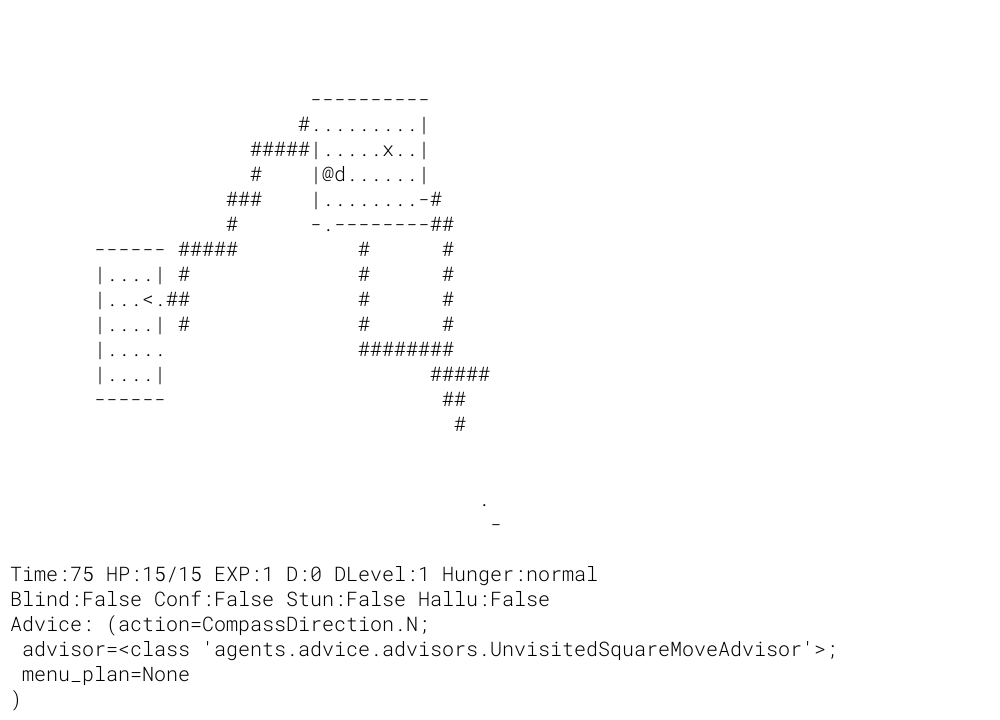 ----------
                        #.........|
                    #####|.....x..|
                    #    |@d......|
                  ###    |........-#
                  #      -.--------##
       ------ #####          #      #
       |....| #              #      #
       |...<.##              #      #
       |....| #              #      #
       |.....                ########
       |....|                      #####
       ------                       ##
                                     #
                                       .
                                        -
Time:75 HP:15/15 EXP:1 D:0 DLevel:1 Hunger:normal
Blind:False Conf:False Stun:False Hallu:False
Advice: (action=CompassDirection.N;
 advisor=<class 'agents.advice.advisors.UnvisitedSquareMoveAdvisor'>;
 menu_plan=None
)